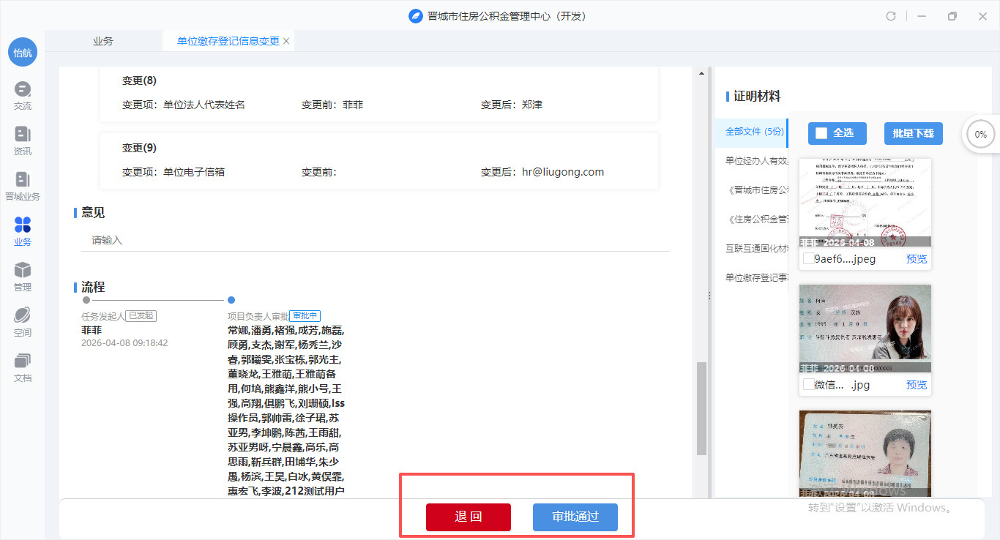 晋城市住房公积金管理中心（开发）
怡航
交流
资讯
晋城业务
业务
管理
空间
文档
业务
单位缴存登记信息变更
变更(8)
变更项：单位法人代表姓名
变更前：菲菲
变更后：郑津
变更(9)
变更项：单位电子信箱
变更前：
变更后：hr@liugong.com
意见
请输入
流程
任务发起人 已发起
菲菲
2026-04-08 09:18:42
项目负责人审批 审批中
常娜,潘勇,褚强,成芳,施磊,
顾勇,支杰,谢军,杨秀兰,沙
睿,郭曦雯,张宝栋,郭光主,
董晓龙,王雅萌,王雅萌备
用,何培,熊鑫洋,熊小号,王
强,高翔,俱鹏飞,刘珊硕,lss
操作员,郭帅雷,徐子珺,苏
亚男,李坤鹏,陈茜,王雨甜,
苏亚男呀,宁晨鑫,高乐,高
思雨,靳兵群,田埔华,朱少
愚,杨滨,王昊,白冰,黄俣霏,
惠宏飞,李波,212测试用户
退 回
审批通过
证明材料
全部文件 (5份)
单位经办人有效
《晋城市住房公
《住房公积金管
互联互通固化材
单位缴存登记事
全选
批量下载
0%
菲菲 2026-04-08
9aef6....jpeg
预览
菲菲 2026-04-08
微信... .jpg
预览
转到"设置"以激活 Windows。